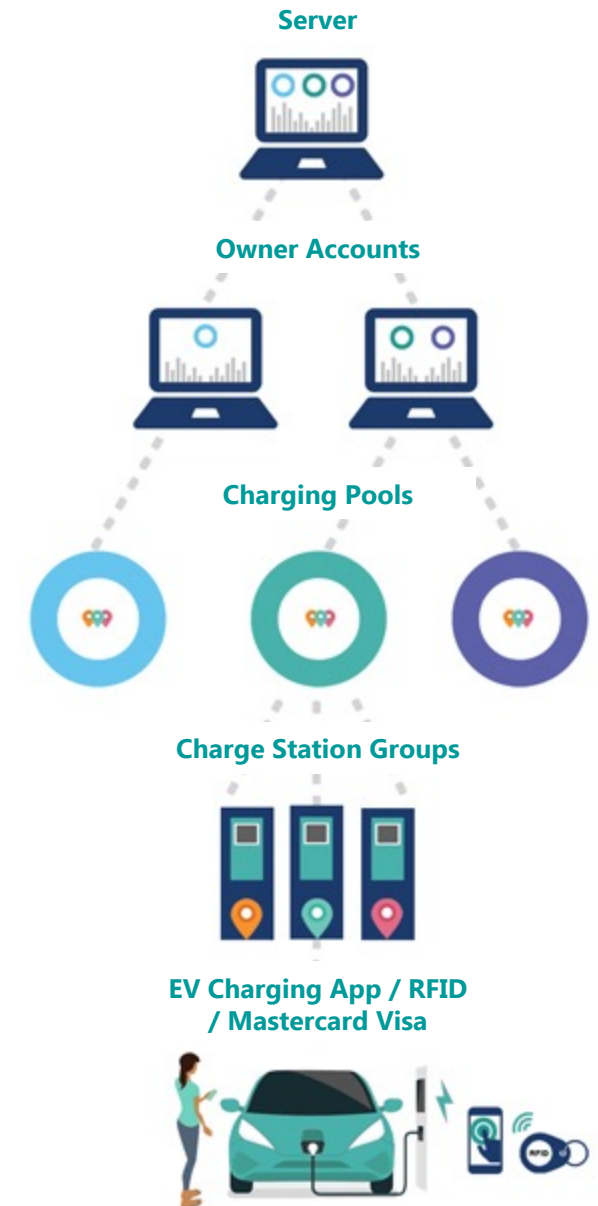 Server
Owner Accounts
Charging Pools
Charge Station Groups
EV Charging App / RFID
/ Mastercard Visa
RFID